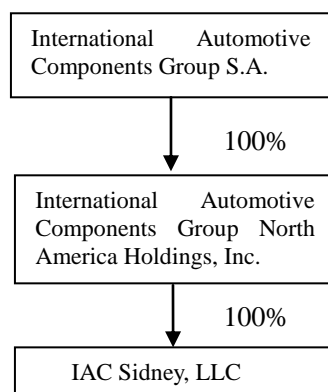 International Automotive
Components Group S.A.
100%
International Automotive
Components Group North
America Holdings, Inc.
100%
IAC Sidney, LLC